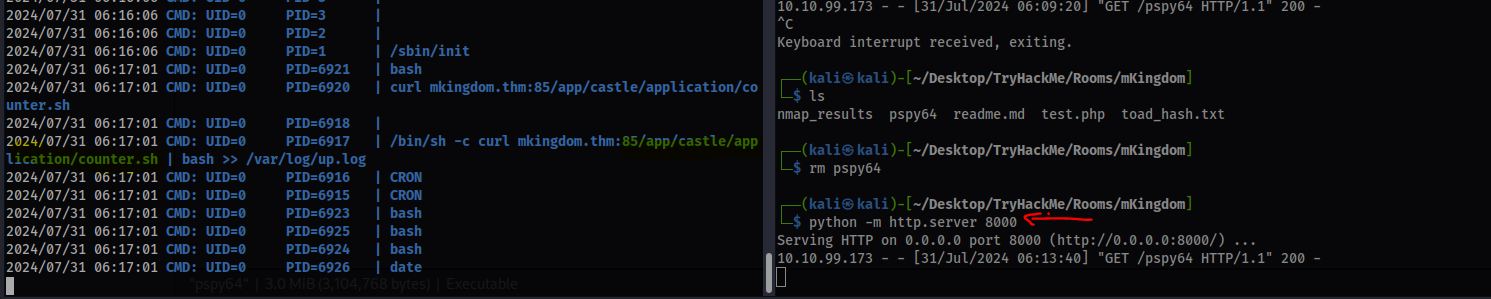 2024/07/31 06:16:06 CMD: UID=0     PID=3      |
2024/07/31 06:16:06 CMD: UID=0     PID=2      |
2024/07/31 06:16:06 CMD: UID=0     PID=1      | /sbin/init
2024/07/31 06:17:01 CMD: UID=0     PID=6921   | bash
2024/07/31 06:17:01 CMD: UID=0     PID=6920   | curl mkingdom.thm:85/app/castle/application/co
unter.sh
2024/07/31 06:17:01 CMD: UID=0     PID=6918   |
2024/07/31 06:17:01 CMD: UID=0     PID=6917   | /bin/sh -c curl mkingdom.thm:85/app/castle/app
lication/counter.sh | bash >> /var/log/up.log
2024/07/31 06:17:01 CMD: UID=0     PID=6916   | CRON
2024/07/31 06:17:01 CMD: UID=0     PID=6915   | CRON
2024/07/31 06:17:01 CMD: UID=0     PID=6923   | bash
2024/07/31 06:17:01 CMD: UID=0     PID=6925   | bash
2024/07/31 06:17:01 CMD: UID=0     PID=6924   | bash
2024/07/31 06:17:01 CMD: UID=0     PID=6926   | date
"pspy64" | 3.0 MiB (3,104,768 bytes) | Executable
10.10.99.173 - - [31/Jul/2024 06:09:20] "GET /pspy64 HTTP/1.1" 200 -
^C
Keyboard interrupt received, exiting.
┌──(kali㉿kali)-[~/Desktop/TryHackMe/Rooms/mKingdom]
└─$ ls
nmap_results  pspy64  readme.md  test.php  toad_hash.txt
┌──(kali㉿kali)-[~/Desktop/TryHackMe/Rooms/mKingdom]
└─$ rm pspy64
┌──(kali㉿kali)-[~/Desktop/TryHackMe/Rooms/mKingdom]
└─$ python -m http.server 8000
Serving HTTP on 0.0.0.0 port 8000 (http://0.0.0.0:8000/) ...
10.10.99.173 - - [31/Jul/2024 06:13:40] "GET /pspy64 HTTP/1.1" 200 -